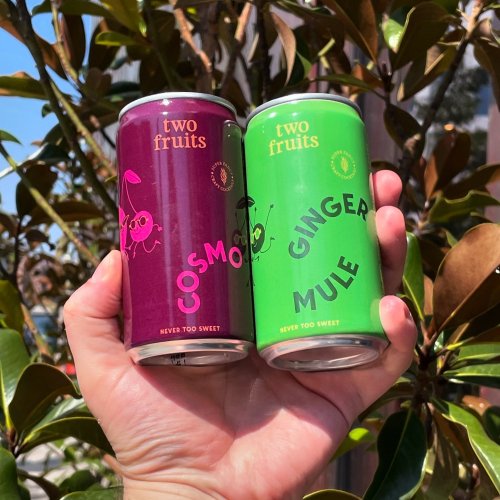 two
fruits
COSMO
NEVER TOO SWEET
two
fruits
GINGER
MULE
NEVER TOO SWEET